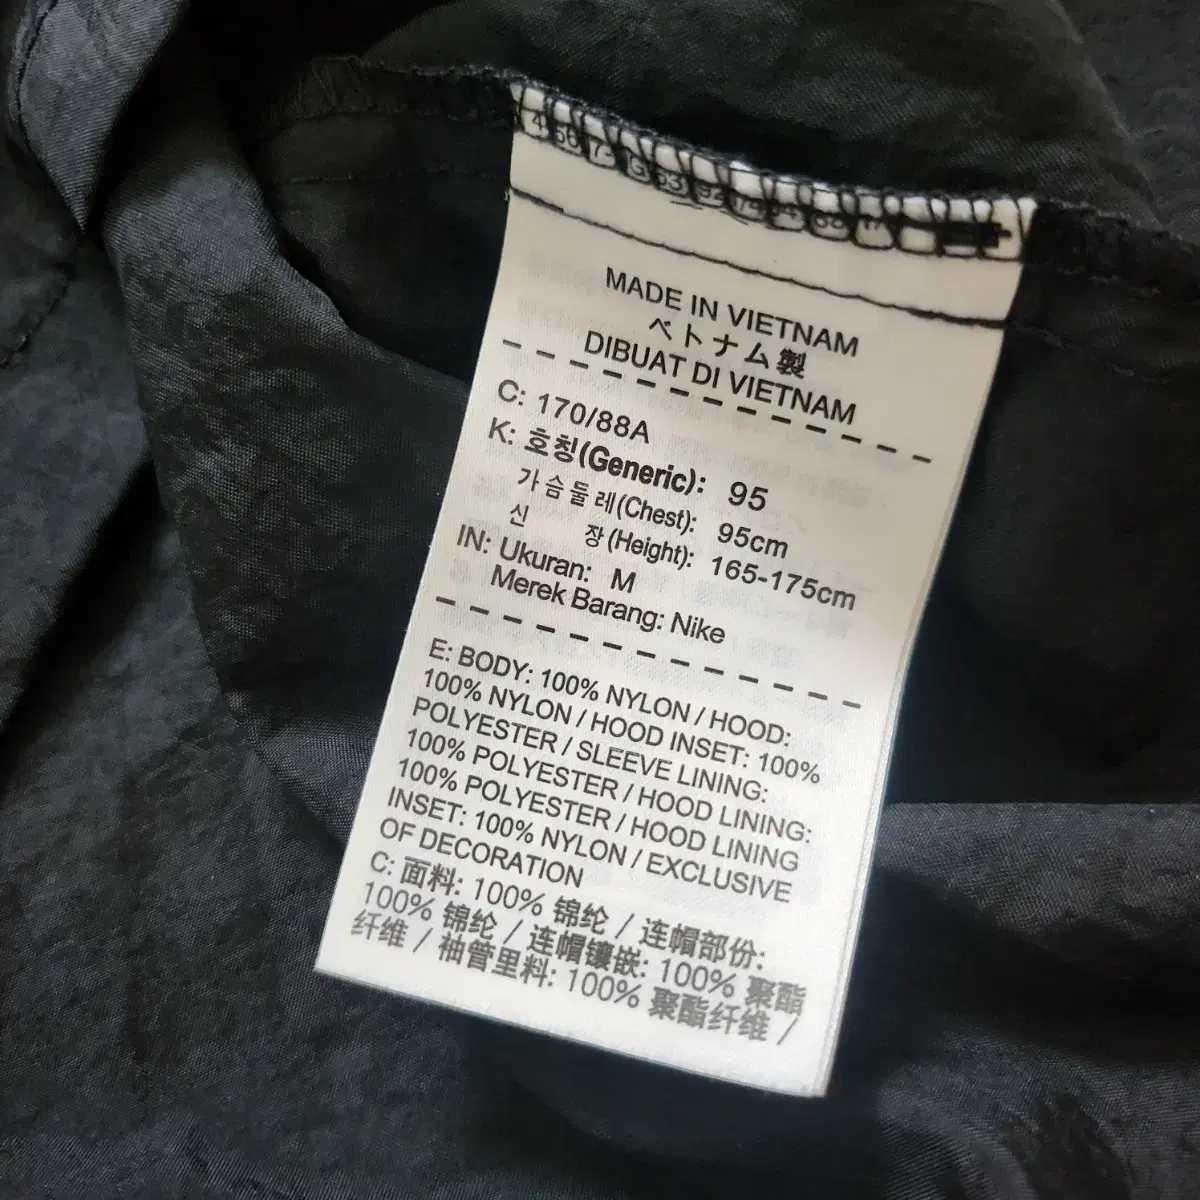 MADE IN VIETNAM
ベトナム製
DIBUAT DI VIETNAM
C: 170/88A
K: 호칭(Generic): 95
가슴둘레(Chest): 95cm
신 장(Height): 165-175cm
IN: Ukuran: M
Merek Barang: Nike
E: BODY: 100% NYLON / HOOD:
100% NYLON / HOOD INSET: 100%
POLYESTER / SLEEVE LINING:
100% POLYESTER / HOOD LINING:
100% POLYESTER / HOOD LINING
INSET: 100% NYLON / EXCLUSIVE
OF DECORATION
C: 面料: 100% 锦纶 / 连帽部份:
100% 锦纶 / 连帽镶嵌: 100% 聚酯
纤维 / 袖管里料: 100% 聚酯纤维 /